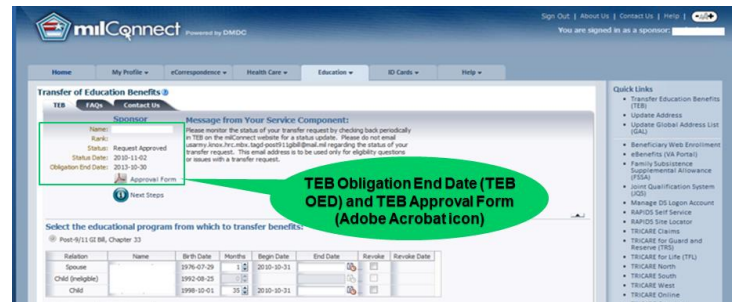 Sign Out | About Us | Contact Us | Help |
milConnect Powered by DMDC
You are signed in as a sponsor:
Home My Profile eCorrespondence Health Care Education ID Cards Help
Transfer of Education Benefits
TEB FAQs Contact Us
Sponsor
Name:
Rank:
Status: Request Approved
Status Date: 2010-11-02
Obligation End Date: 2013-10-30
Approval Form
Next Steps
Message from Your Service Component:
Please monitor the status of your transfer request by checking back periodically
in TEB on the milConnect website for a status update. Please do not email
usarmy.knox.hrc.mbx.tagd-post911gibill@mail.mil regarding the status of your
transfer request. This email address is to be used only for eligibility questions
or issues with a transfer request.
TEB Obligation End Date (TEB
OED) and TEB Approval Form
(Adobe Acrobat icon)
Select the educational program from which to transfer benefits:
Post-9/11 GI Bill, Chapter 33
Relation Name Birth Date Months Begin Date End Date Revoke Revoke Date
Spouse 1976-07-29 1 2010-10-31
Child (ineligible) 1992-08-25
Child 1998-10-01 35 2010-10-31
Quick Links
Transfer Education Benefits
(TEB)
Update Address
Update Global Address List
(GAL)
Beneficiary Web Enrollment
eBenefits (VA Portal)
Family Subsistence
Supplemental Allowance
(FSSA)
Joint Qualification System
(JQS)
Manage DS Logon Account
RAPIDS Self Service
RAPIDS Site Locator
TRICARE Claims
TRICARE for Guard and
Reserve (TRS)
TRICARE for Life (TFL)
TRICARE North
TRICARE South
TRICARE West
TRICARE Online